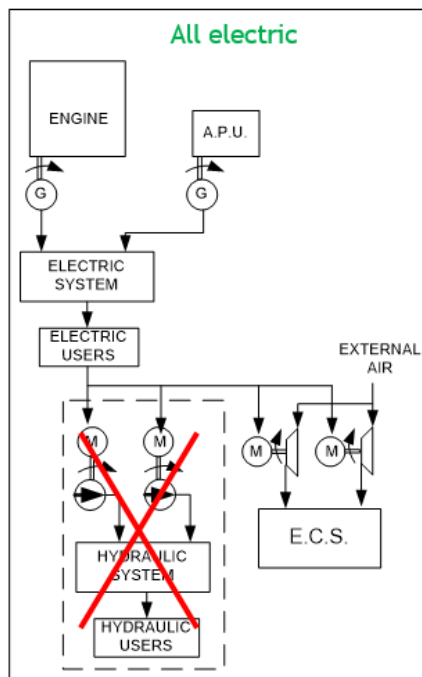 All electric
ENGINE
A.P.U.
G
G
ELECTRIC
SYSTEM
ELECTRIC
USERS
EXTERNAL
AIR
M
M
M
M
E.C.S.
HYDRAULIC
SYSTEM
HYDRAULIC
USERS